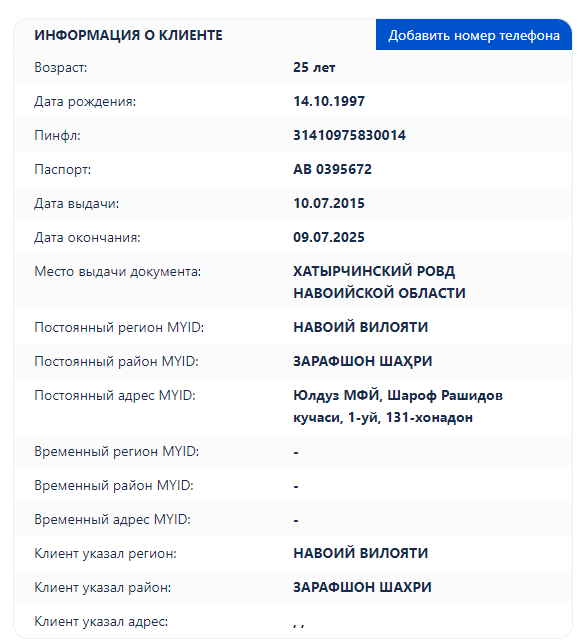 ИНФОРМАЦИЯ О КЛИЕНТЕ
Добавить номер телефона
Возраст: 25 лет
Дата рождения: 14.10.1997
Пинфл: 31410975830014
Паспорт: AB 0395672
Дата выдачи: 10.07.2015
Дата окончания: 09.07.2025
Место выдачи документа: ХАТЫРЧИНСКИЙ РОВД
НАВОИЙСКОЙ ОБЛАСТИ
Постоянный регион MYID: НАВОИЙ ВИЛОЯТИ
Постоянный район MYID: ЗАРАФШОН ШАҲРИ
Постоянный адрес MYID: Юлдуз МФЙ, Шароф Рашидов
кучаси, 1-уй, 131-хонадон
Временный регион MYID: -
Временный район MYID: -
Временный адрес MYID: -
Клиент указал регион: НАВОИЙ ВИЛОЯТИ
Клиент указал район: ЗАРАФШОН ШАХРИ
Клиент указал адрес: , ,